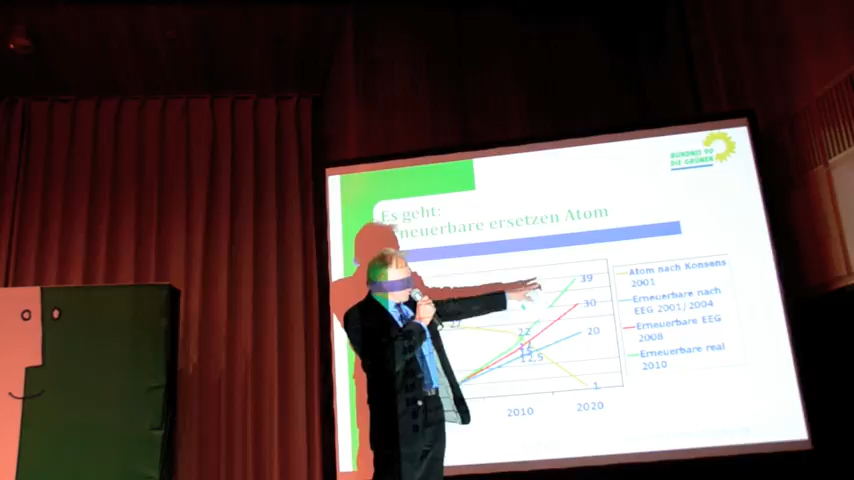 BÜNDNIS 90
DIE GRÜNEN
Es geht:
Erneuerbare ersetzen Atom
39
30
27
22
20
12,5
1
2010
2020
Atom nach Konsens
2001
Erneuerbare nach
EEG 2001/2004
Erneuerbare EEG
2008
Erneuerbare real
2010